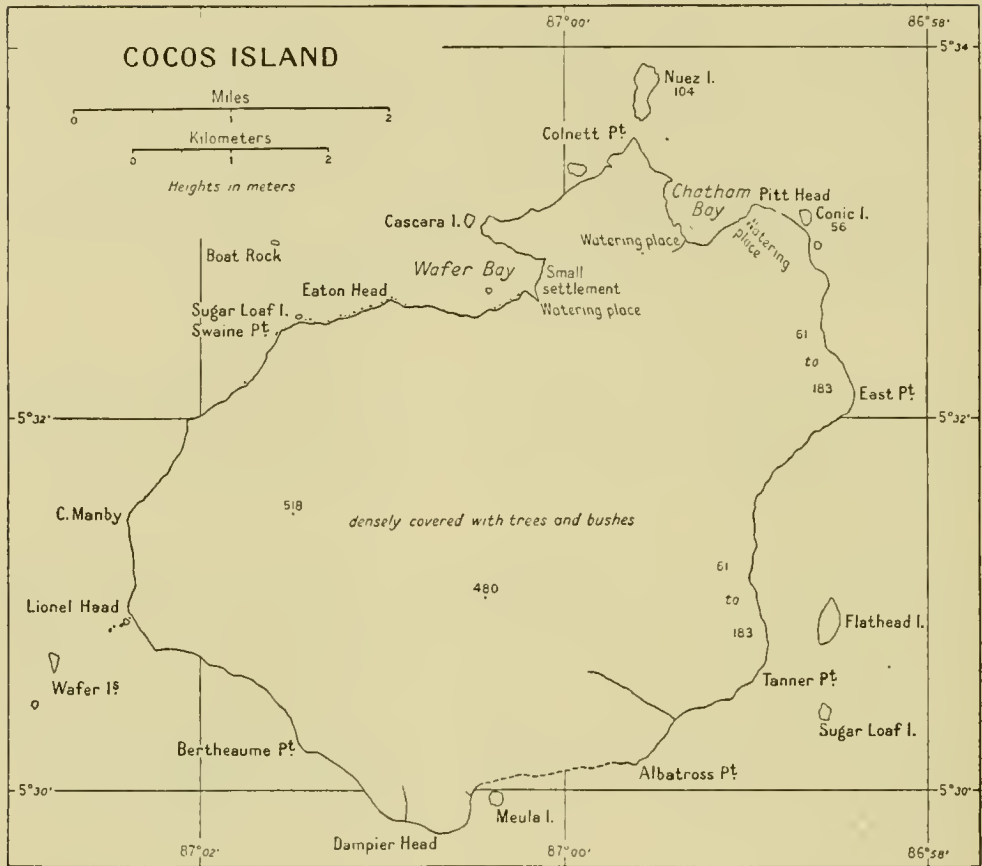 87°00'
86°58'
COCOS ISLAND
5°34'
Miles
0 1 2
Kilometers
0 1 2
Heights in meters
Nuez I.
104
Colnett Pt.
Chatham
Bay
Pitt Head
Conic I.
56
Cascara I.
Watering place
Watering
place
Boat Rock
Wafer Bay
Small
settlement
Eaton Head
Watering place
Sugar Loaf I.
Swaine Pt.
61
to
183
East Pt.
5°32'
5°32'
C. Manby
518
densely covered with trees and bushes
480
61
to
183
Lionel Head
Flathead I.
Wafer Is
Tanner Pt.
Sugar Loaf I.
Bertheaume Pt.
Albatross Pt.
5°30'
5°30'
Meula I.
Dampier Head
87°02'
87°00'
86°58'